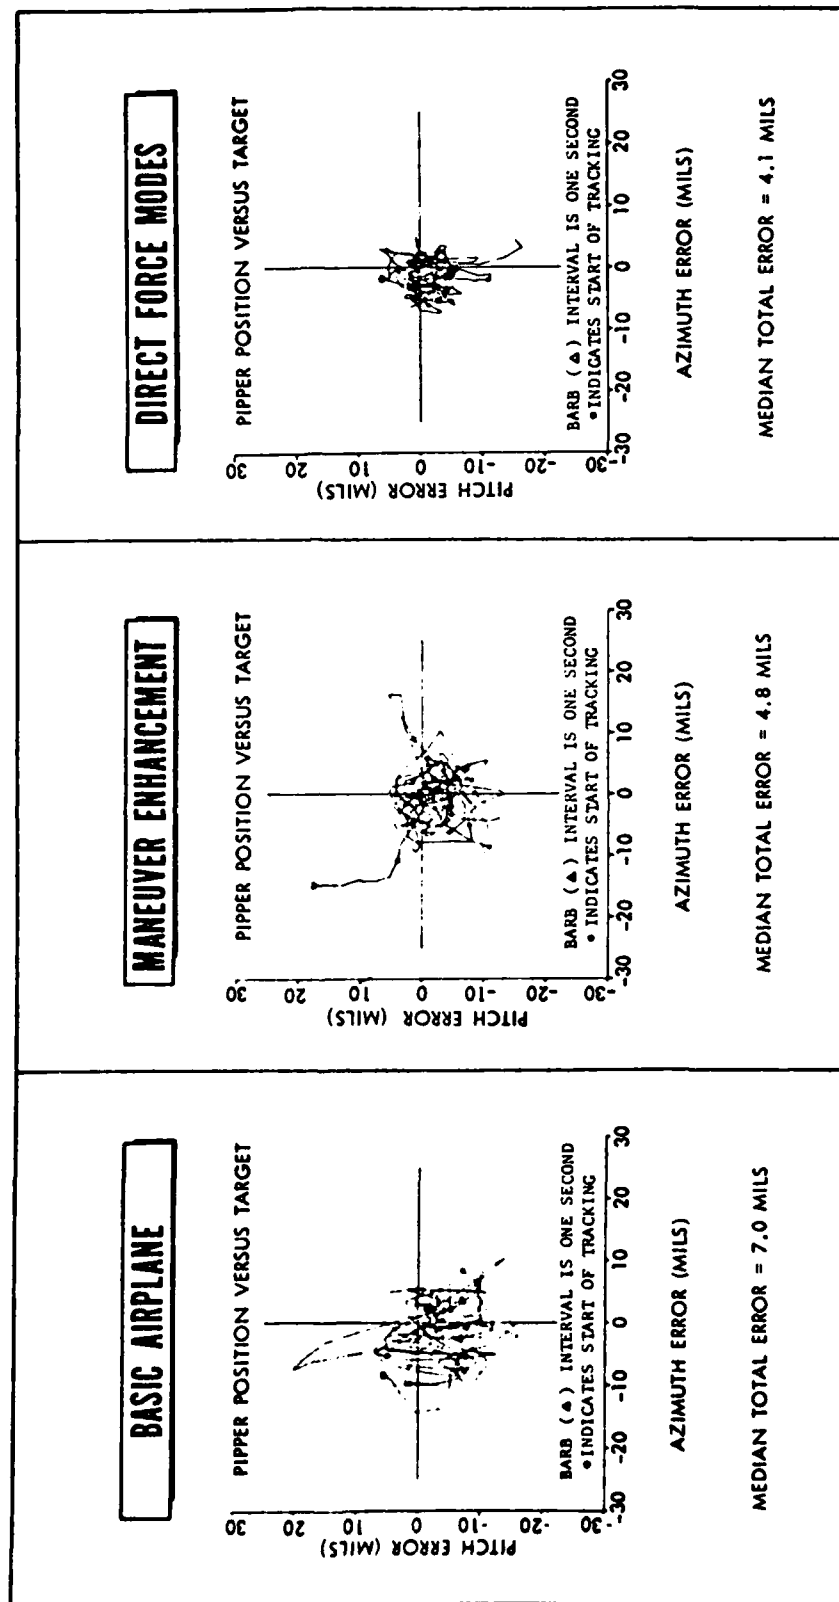 BASIC AIRPLANE
PIPPER POSITION VERSUS TARGET
PITCH ERROR (MILS)
30
20
10
0
-10
-20
-30
BARB (▲) INTERVAL IS ONE SECOND
•INDICATES START OF TRACKING
-30 -20 -10 0 10 20 30
AZIMUTH ERROR (MILS)
MEDIAN TOTAL ERROR = 7.0 MILS
MANEUVER ENHANCEMENT
PIPPER POSITION VERSUS TARGET
PITCH ERROR (MILS)
30
20
10
0
-10
-20
-30
BARB (▲) INTERVAL IS ONE SECOND
• INDICATES START OF TRACKING
-30 -20 -10 0 10 20 30
AZIMUTH ERROR (MILS)
MEDIAN TOTAL ERROR = 4.8 MILS
DIRECT FORCE MODES
PIPPER POSITION VERSUS TARGET
PITCH ERROR (MILS)
30
20
10
0
-10
-20
-30
BARB (▲) INTERVAL IS ONE SECOND
•INDICATES START OF TRACKING
-30 -20 -10 0 10 20 30
AZIMUTH ERROR (MILS)
MEDIAN TOTAL ERROR = 4.1 MILS